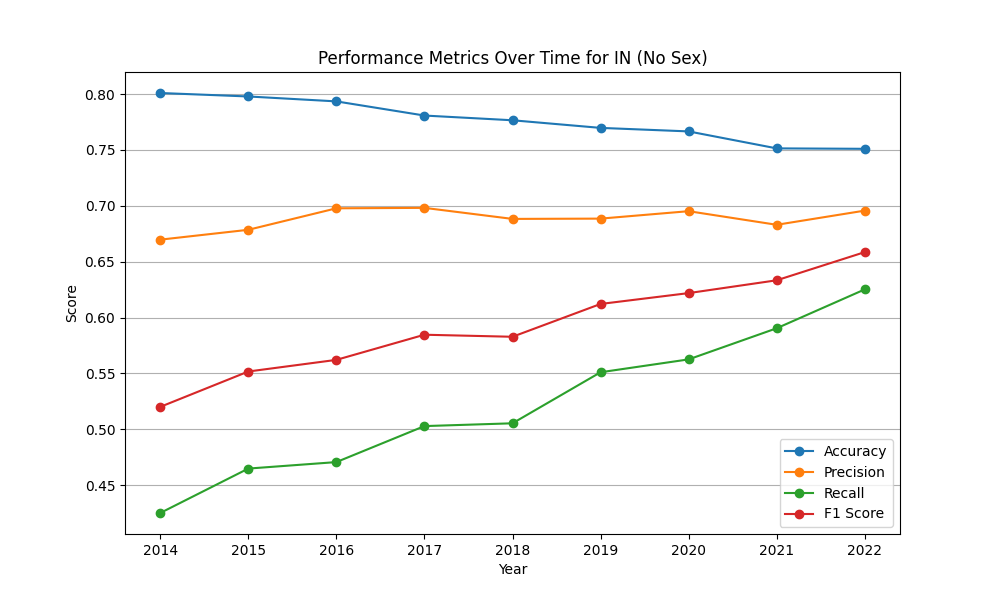 Performance Metrics Over Time for IN (No Sex)
0.80
0.75
0.70
0.65
0.60
0.55
0.50
0.45
Score
Accuracy
Precision
Recall
F1 Score
2014 2015 2016 2017 2018 2019 2020 2021 2022
Year